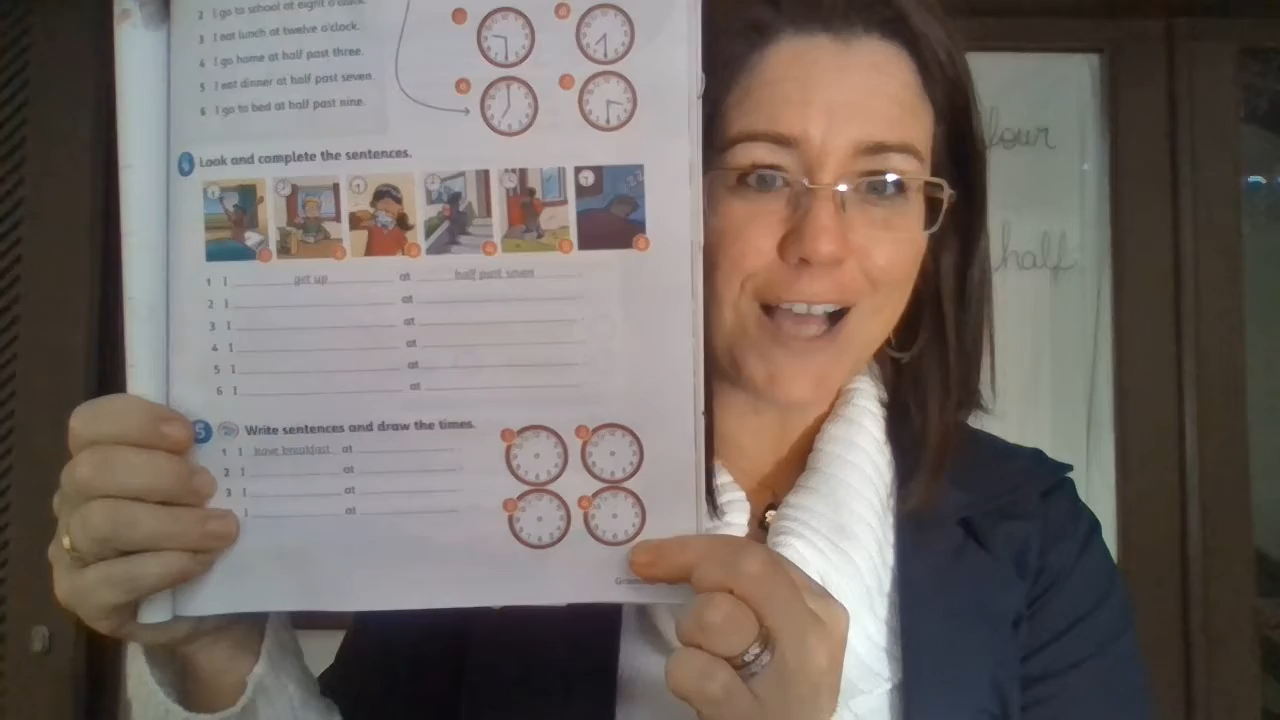 2 I go to school at eight o'clock.
3 I eat lunch at twelve o'clock.
4 I go home at half past three.
5 I eat dinner at half past seven.
6 I go to bed at half past nine.
four
half
4 Look and complete the sentences.
1 I get up at half past seven.
2 I at
3 I at
4 I at
5 I at
6 I at
5 Write sentences and draw the times.
1 I have breakfast at
2 I at
3 I at
I at